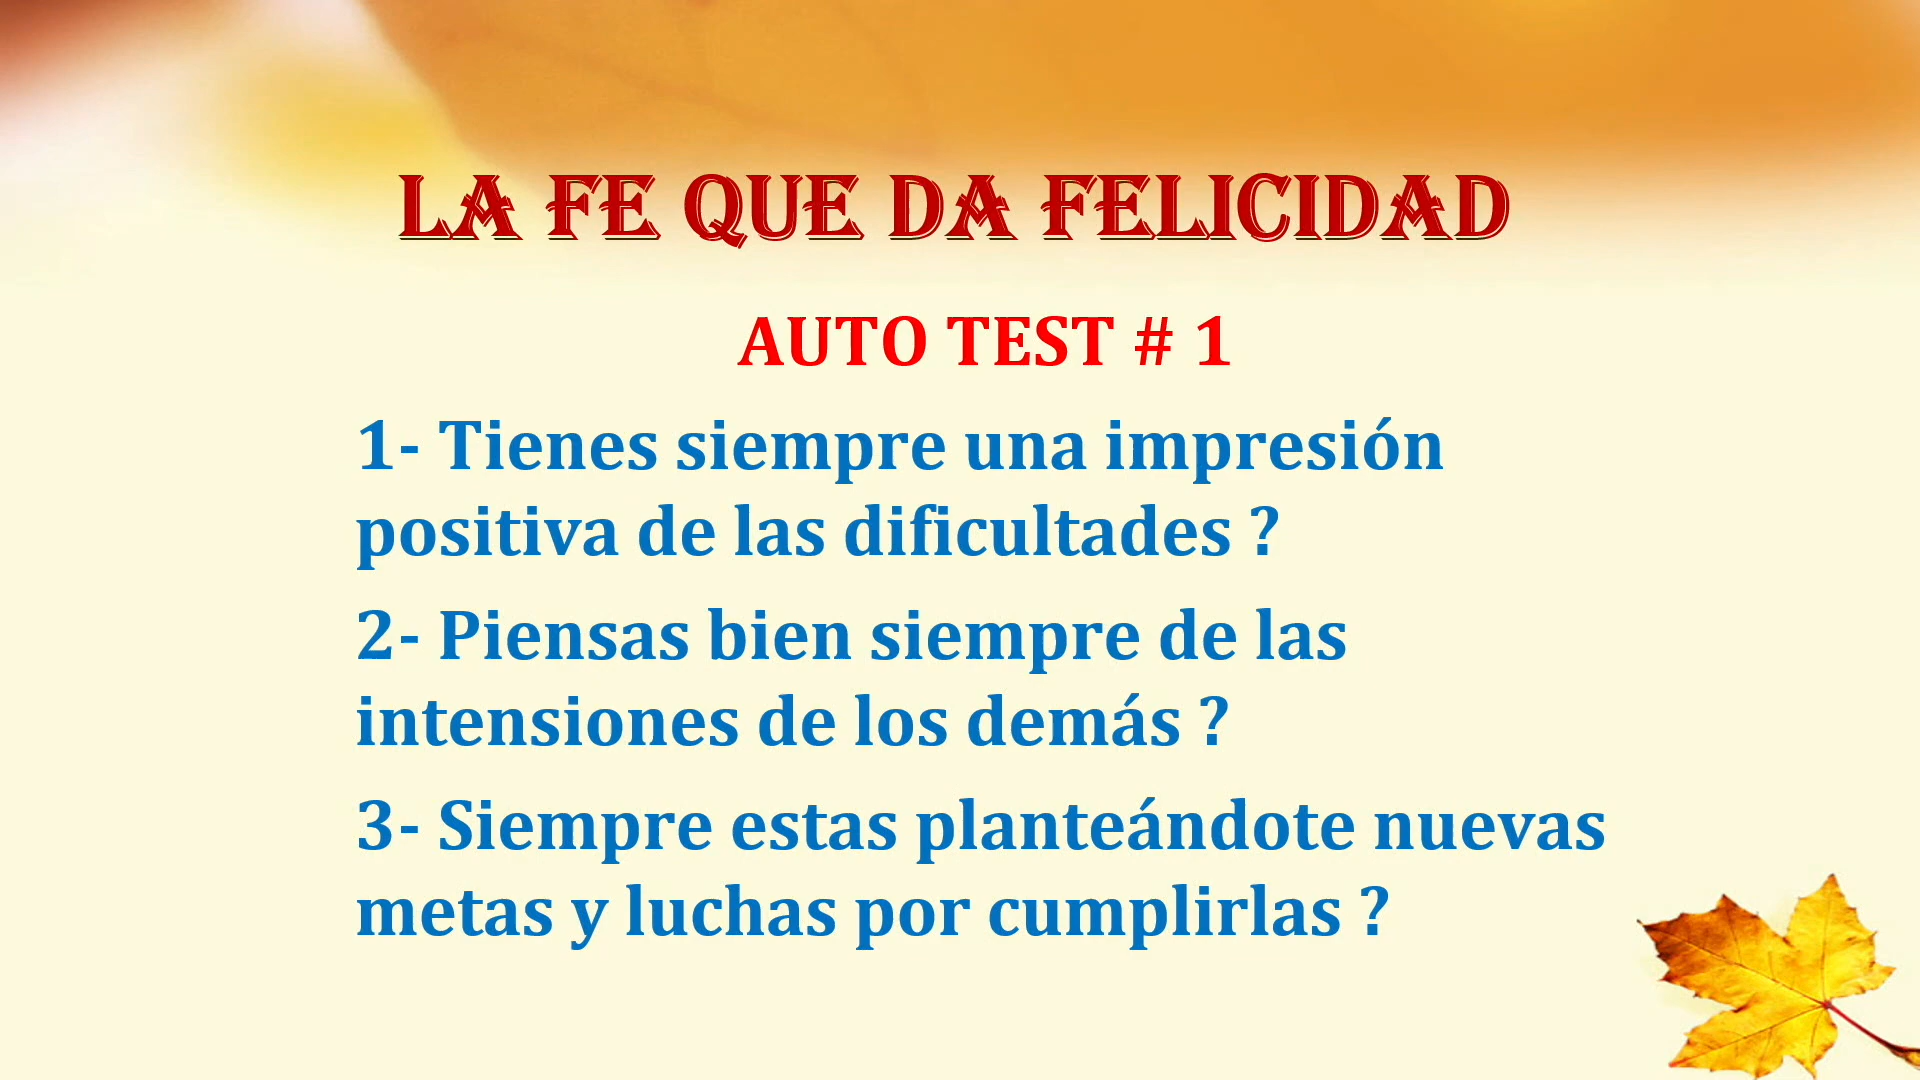 LA FE QUE DA FELICIDAD
AUTO TEST # 1
1- Tienes siempre una impresión
positiva de las dificultades ?
2- Piensas bien siempre de las
intensiones de los demás ?
3- Siempre estas planteándote nuevas
metas y luchas por cumplirlas ?